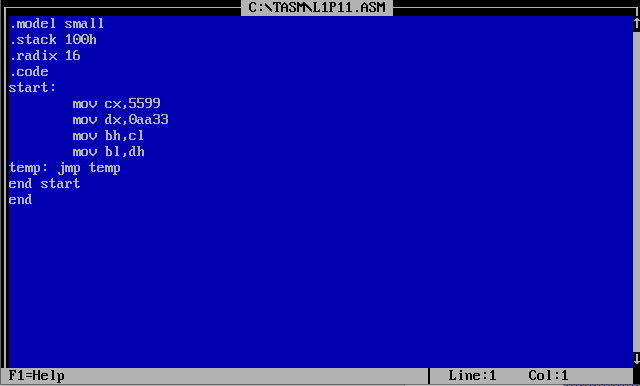 C:\TASM\L1P11.ASM
.model small
.stack 100h
.radix 16
.code
start:
        mov cx,5599
        mov dx,0aa33
        mov bh,cl
        mov bl,dh
temp: jmp temp
end start
end
F1=Help Line:1 Col:1